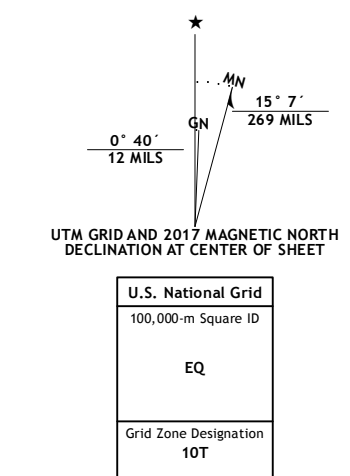 ★
MN
GN
15° 7´
269 MILS
0° 40´
12 MILS
UTM GRID AND 2017 MAGNETIC NORTH
DECLINATION AT CENTER OF SHEET
U.S. National Grid
100,000-m Square ID
EQ
Grid Zone Designation
10T